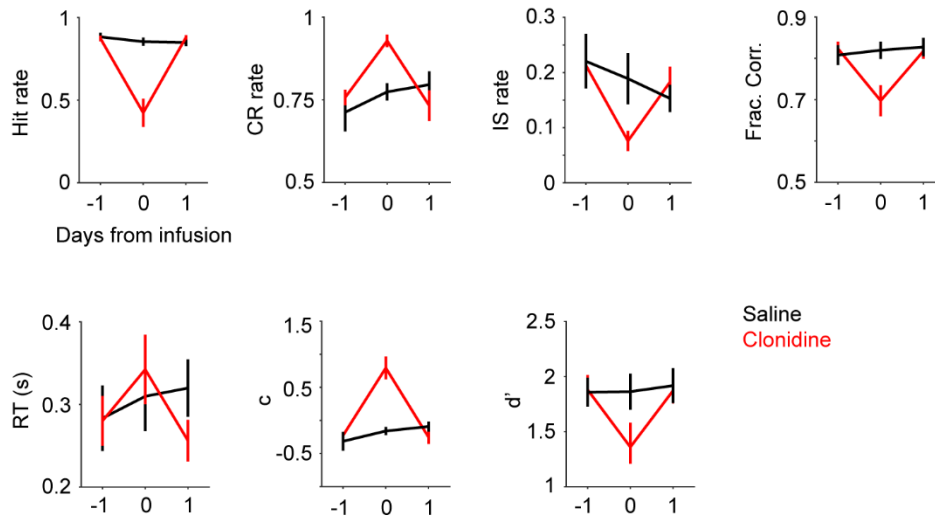 Hit rate
1
0.5
0
-1 0 1
Days from infusion
CR rate
1
0.75
0.5
-1 0 1
IS rate
0.3
0.2
0.1
0
-1 0 1
Frac. Corr.
0.9
0.7
0.5
-1 0 1
RT (s)
0.4
0.3
0.2
-1 0 1
c
1.5
0.5
-0.5
-1 0 1
d'
2.5
2
1.5
1
-1 0 1
Saline
Clonidine